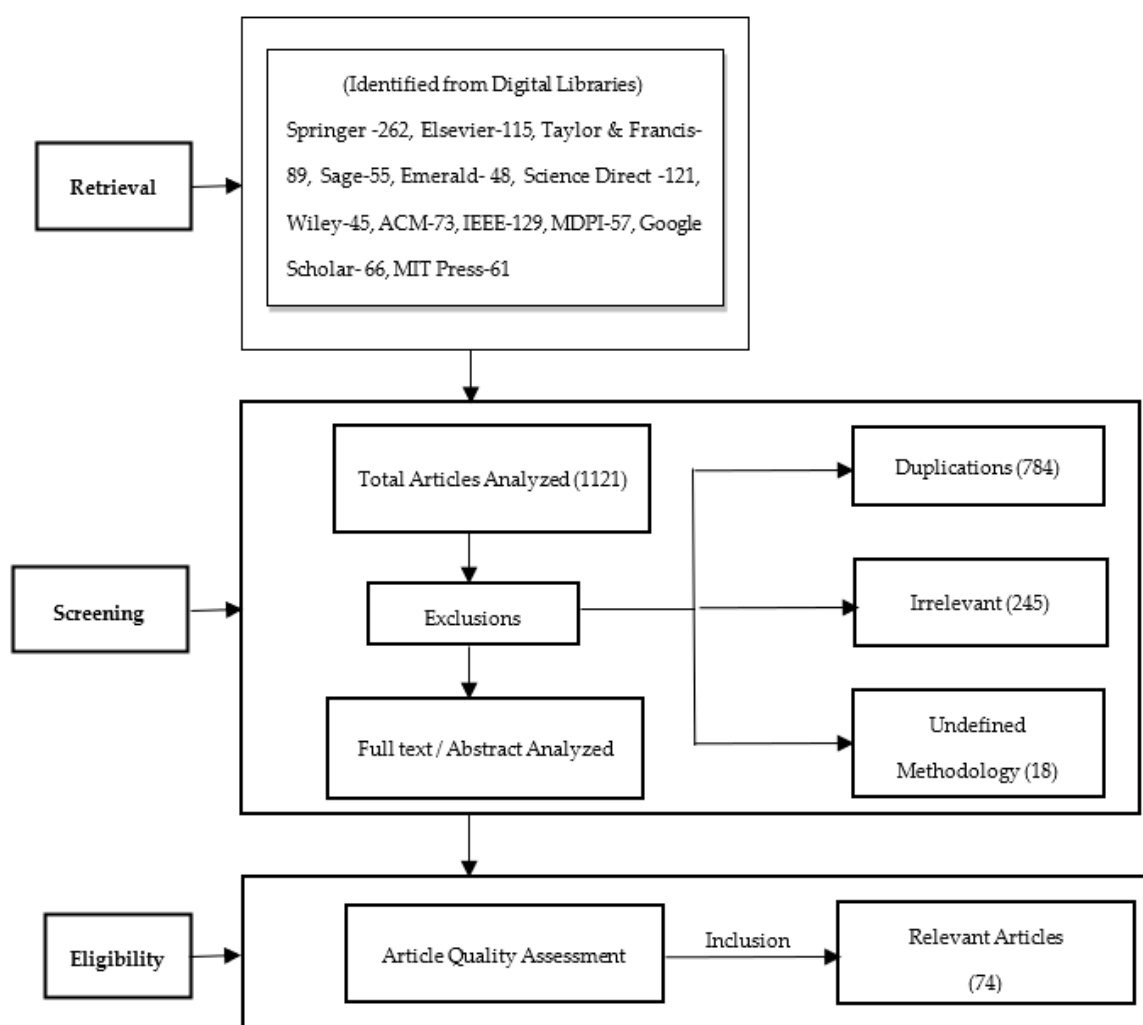 (Identified from Digital Libraries)
Springer -262, Elsevier-115, Taylor & Francis-
89, Sage-55, Emerald- 48, Science Direct -121,
Wiley-45, ACM-73, IEEE-129, MDPI-57, Google
Scholar- 66, MIT Press-61
Retrieval
Total Articles Analyzed (1121)
Duplications (784)
Screening
Exclusions
Irrelevant (245)
Full text / Abstract Analyzed
Undefined
Methodology (18)
Eligibility
Article Quality Assessment
Inclusion
Relevant Articles
(74)